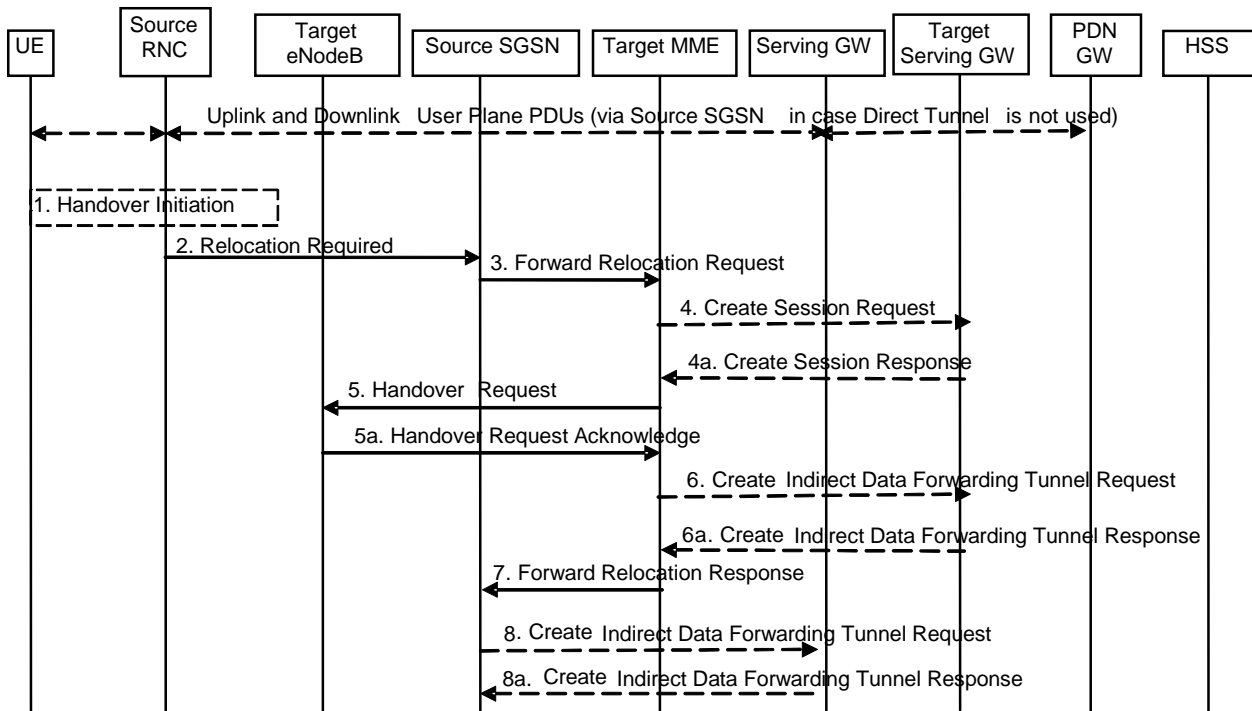 UE
Source
RNC
Target
eNodeB
Source SGSN
Target MME
Serving GW
Target
Serving GW
PDN
GW
HSS
Uplink and Downlink User Plane PDUs (via Source SGSN in case Direct Tunnel is not used)
1. Handover Initiation
2. Relocation Required
3. Forward Relocation Request
4. Create Session Request
4a. Create Session Response
5. Handover Request
5a. Handover Request Acknowledge
6. Create Indirect Data Forwarding Tunnel Request
6a. Create Indirect Data Forwarding Tunnel Response
7. Forward Relocation Response
8. Create Indirect Data Forwarding Tunnel Request
8a. Create Indirect Data Forwarding Tunnel Response